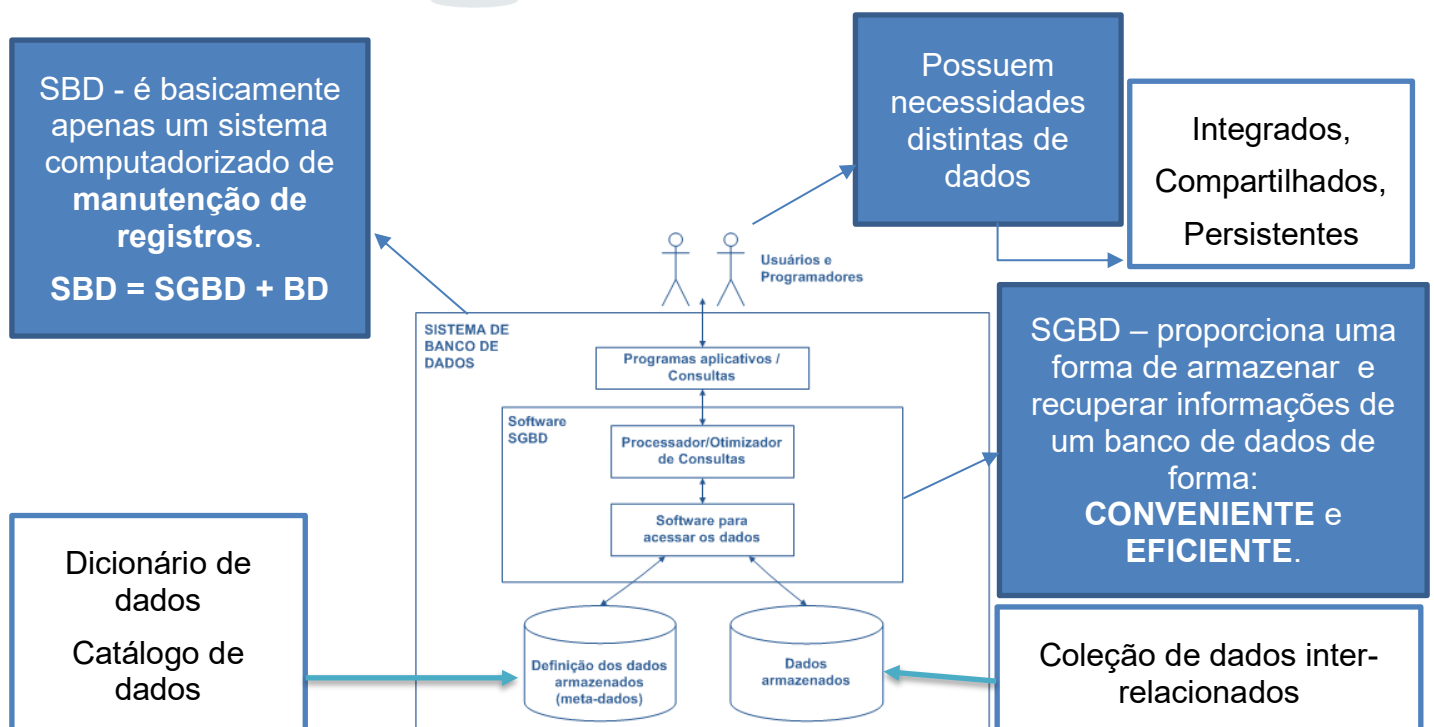 SBD - é basicamente
apenas um sistema
computadorizado de
manutenção de
registros.
SBD = SGBD + BD
Possuem
necessidades
distintas de
dados
Integrados,
Compartilhados,
Persistentes
Usuários e
Programadores
SISTEMA DE
BANCO DE
DADOS
Programas aplicativos /
Consultas
Software
SGBD
Processador/Otimizador
de Consultas
Software para
acessar os dados
SGBD – proporciona uma
forma de armazenar e
recuperar informações de
um banco de dados de
forma:
CONVENIENTE e
EFICIENTE.
Dicionário de
dados
Catálogo de
dados
Definição dos dados
armazenados
(meta-dados)
Dados
armazenados
Coleção de dados inter-
relacionados